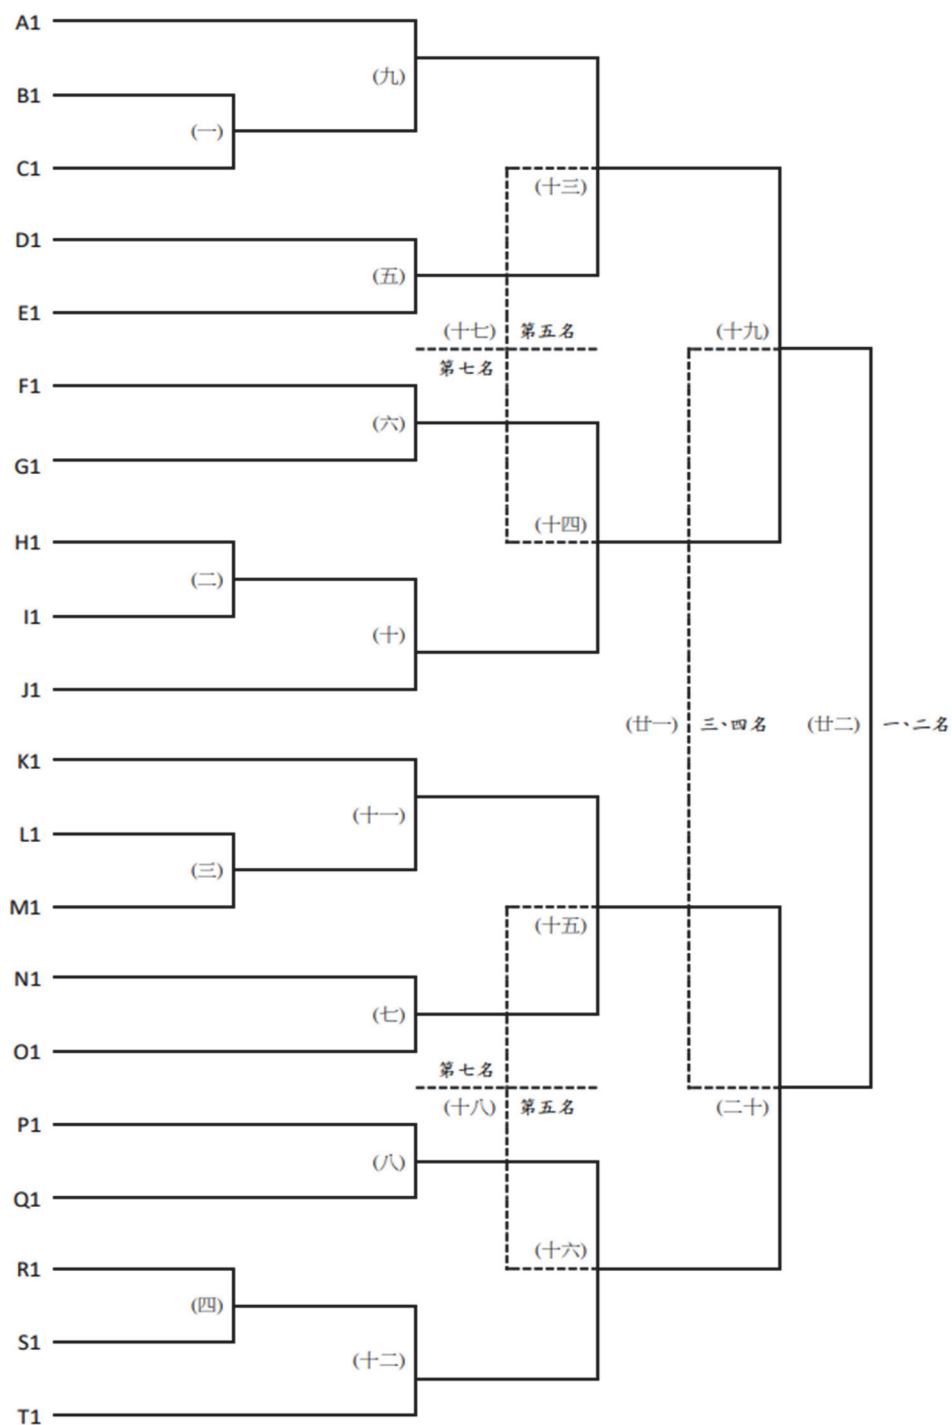 A1
(九)
B1
(一)
C1
(十三)
D1
(五)
E1
(十七) 第五名
(十九)
第七名
F1
(六)
G1
(十四)
H1
(二)
I1
(十)
J1
(廿一) 三、四名
(廿二) 一、二名
K1
(十一)
L1
(三)
M1
(十五)
N1
(七)
O1
第七名
(十八) 第五名
(二十)
P1
(八)
Q1
(十六)
R1
(四)
S1
(十二)
T1